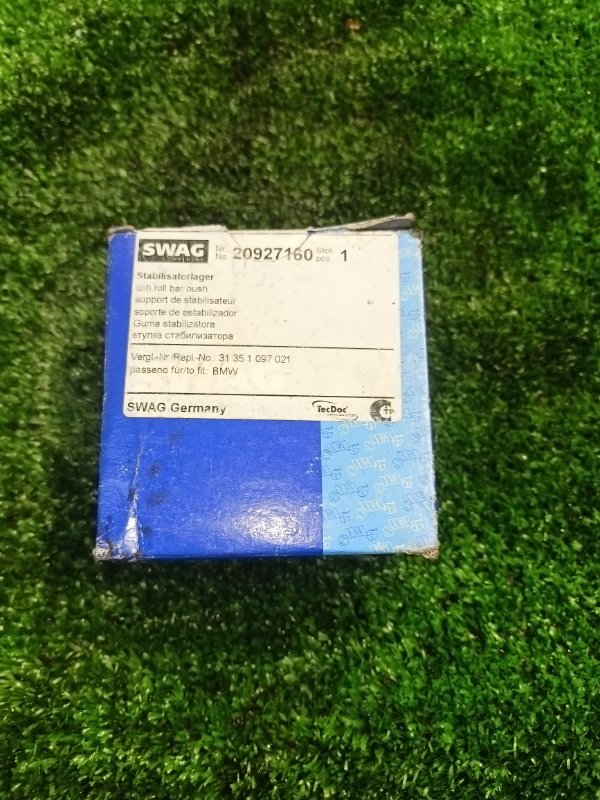 SWAG Nr. No. 20927160 Stck pcs. 1
Stabilisatorlager
anti roll bar bush
support de stabilisateur
soporte de estabilizador
Guma stabilizatora
втулка стабилизатора
Vergl.-Nr/Repl.-No.: 31 35 1 097 021
passend für/to fit: BMW
SWAG Germany TecDoc